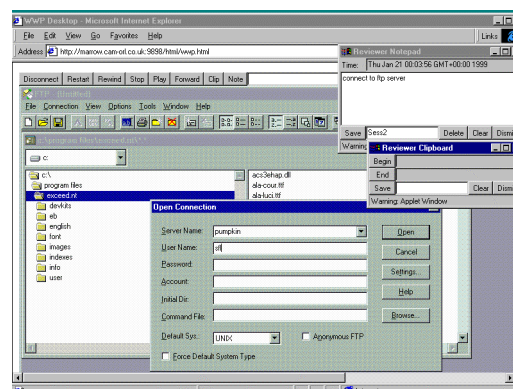 WWP Desktop - Microsoft Internet Explorer
File Edit View Go Favorites Help
Links
Address http://marrow.cam-orl.co.uk:9898/html/wwp.html
Disconnect Restart Rewind Stop Play Forward Clip Note
FTP - (Untitled)
File Connection View Options Tools Window Help
c:\program files\exceed.nt\*.*
c:
c:\
program files
exceed.nt
devkits
eb
english
font
images
indexes
info
user
acs3ehap.dll
ala-cour.ttf
ala-luci.ttf
Reviewer Notepad
Time: Thu Jan 21 00:03:56 GMT+00:00 1999
connect to ftp server
Save Sess2 Delete Clear Dismi
Warning
Reviewer Clipboard
Begin
End
Save Clear Dism
Warning: Applet Window
Open Connection
Server Name: pumpkin Open
User Name: sfl Cancel
Password: Settings...
Account: Help
Initial Dir:
Command File: Browse...
Default Sys.: UNIX Anonymous FTP
Force Default System Type